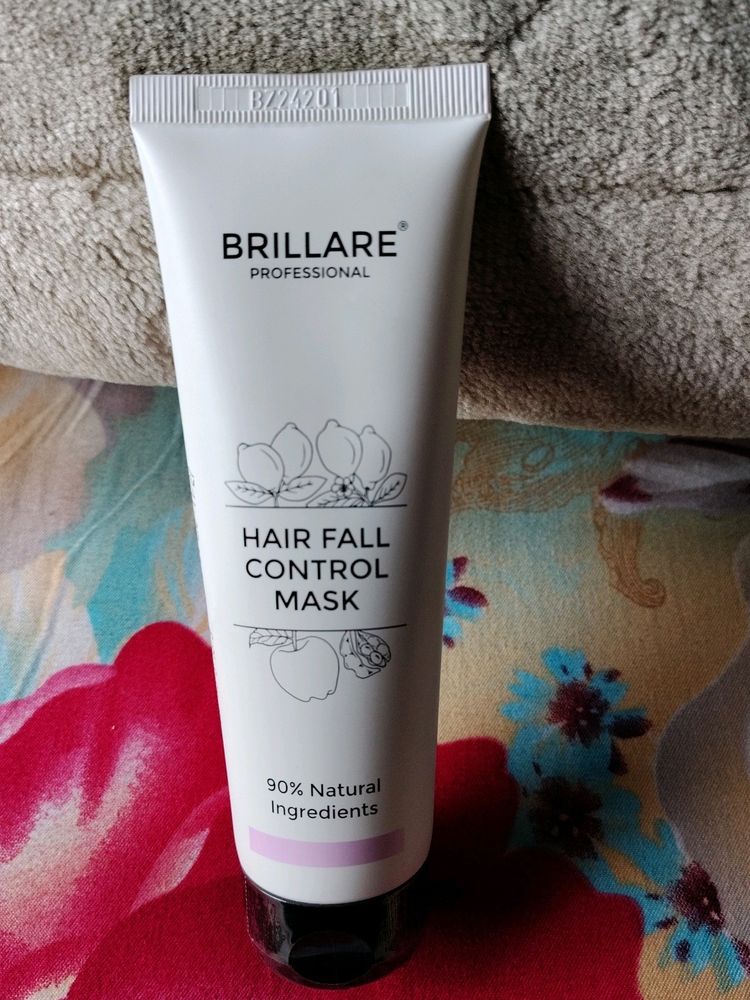 BZ24201
BRILLARE®
PROFESSIONAL
HAIR FALL
CONTROL
MASK
90% Natural
Ingredients